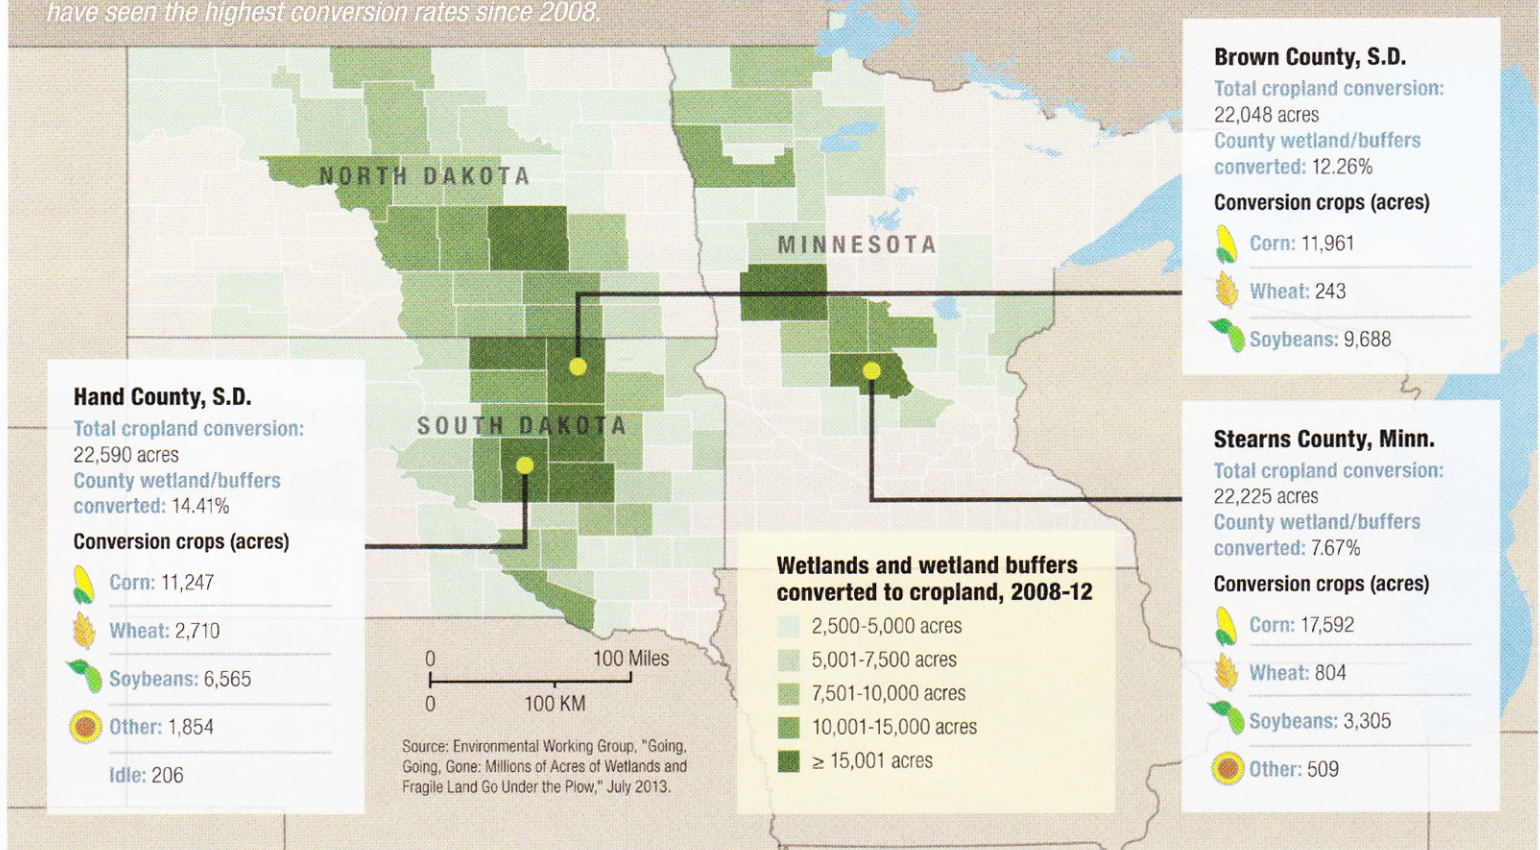 have seen the highest conversion rates since 2008.
NORTH DAKOTA
MINNESOTA
SOUTH DAKOTA
Brown County, S.D.
Total cropland conversion:
22,048 acres
County wetland/buffers
converted: 12.26%
Conversion crops (acres)
Corn: 11,961
Wheat: 243
Soybeans: 9,688
Hand County, S.D.
Total cropland conversion:
22,590 acres
County wetland/buffers
converted: 14.41%
Conversion crops (acres)
Corn: 11,247
Wheat: 2,710
Soybeans: 6,565
Other: 1,854
Idle: 206
Stearns County, Minn.
Total cropland conversion:
22,225 acres
County wetland/buffers
converted: 7.67%
Conversion crops (acres)
Corn: 17,592
Wheat: 804
Soybeans: 3,305
Other: 509
Wetlands and wetland buffers
converted to cropland, 2008-12
2,500-5,000 acres
5,001-7,500 acres
7,501-10,000 acres
10,001-15,000 acres
≥ 15,001 acres
0 100 Miles
0 100 KM
Source: Environmental Working Group, "Going,
Going, Gone: Millions of Acres of Wetlands and
Fragile Land Go Under the Plow," July 2013.